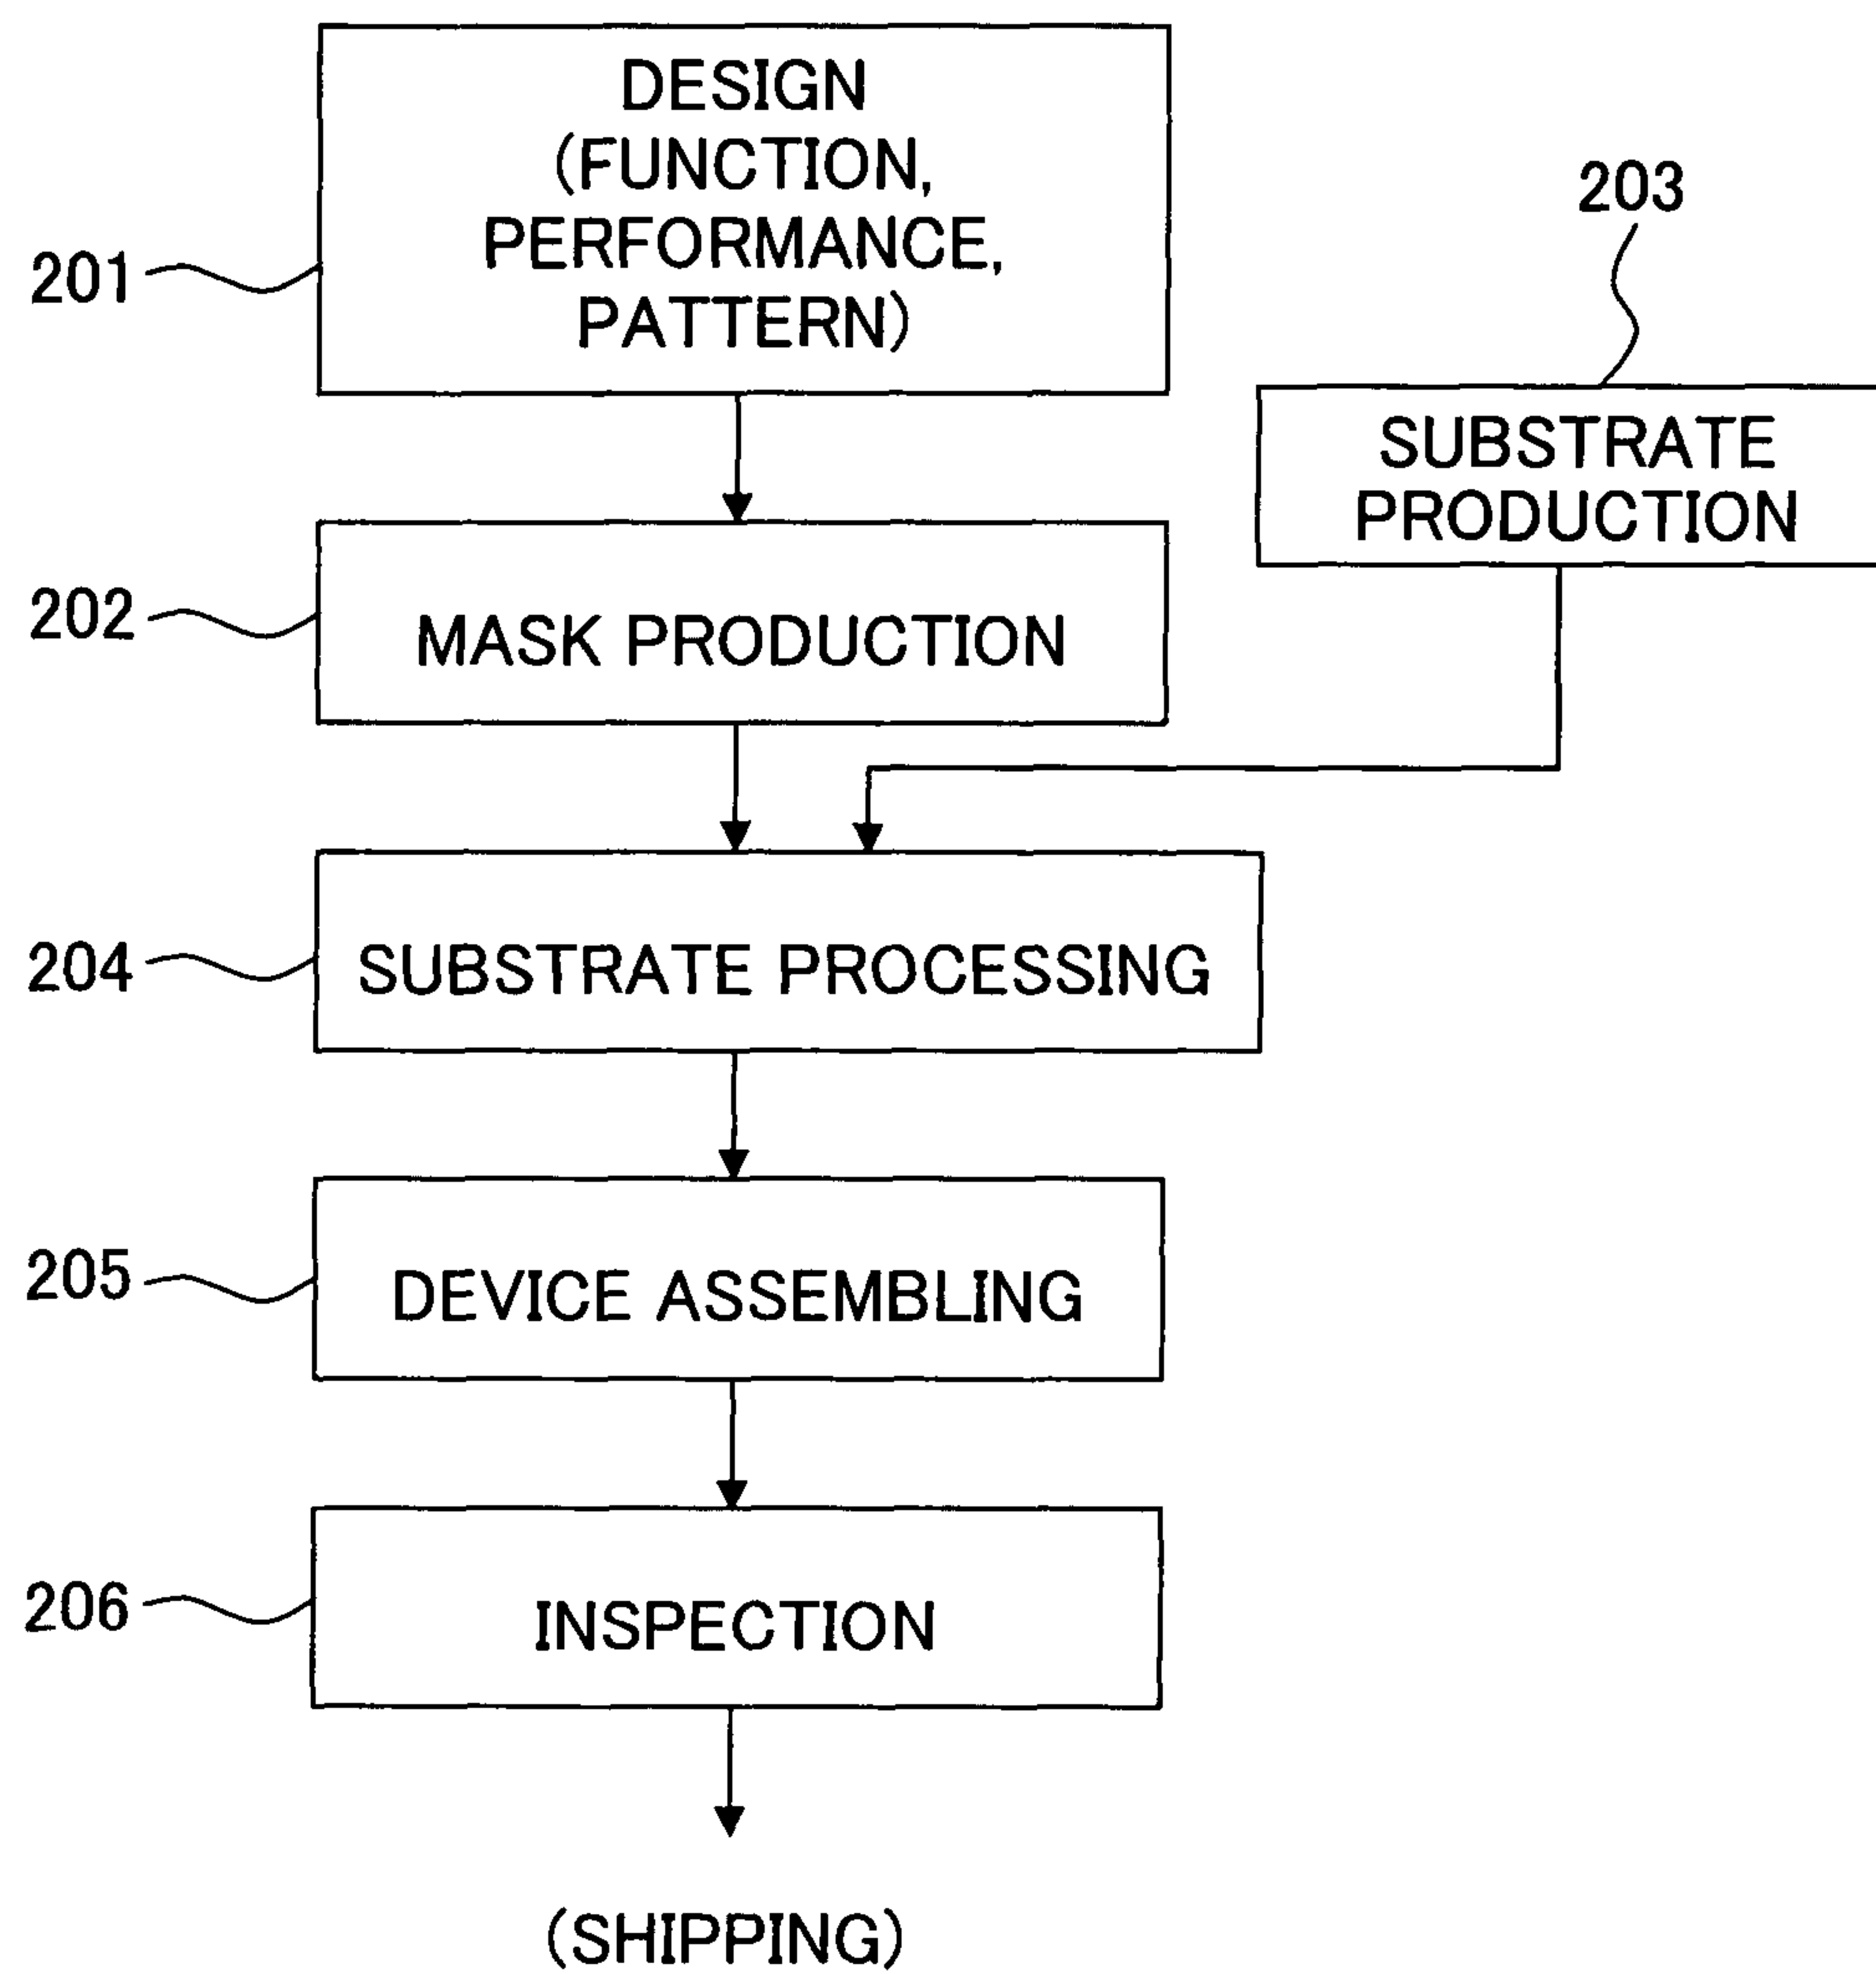 DESIGN
(FUNCTION,
PERFORMANCE,
PATTERN)
201
203
SUBSTRATE
PRODUCTION
202
MASK PRODUCTION
204
SUBSTRATE PROCESSING
205
DEVICE ASSEMBLING
206
INSPECTION
(SHIPPING)